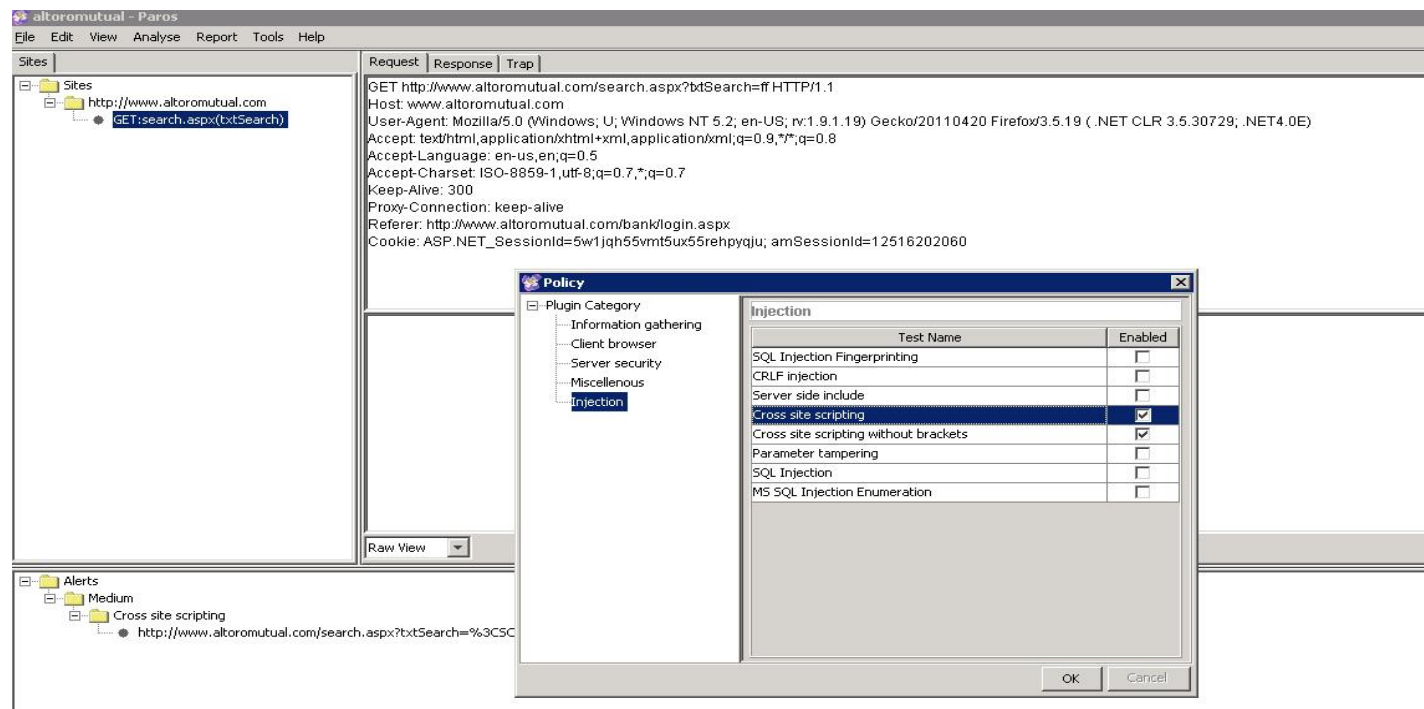 altoromutual - Paros
File Edit View Analyse Report Tools Help
Sites
Sites
http://www.altoromutual.com
GET:search.aspx(txtSearch)
Request Response Trap
GET http://www.altoromutual.com/search.aspx?txtSearch=ff HTTP/1.1
Host: www.altoromutual.com
User-Agent: Mozilla/5.0 (Windows; U; Windows NT 5.2; en-US; rv:1.9.1.19) Gecko/20110420 Firefox/3.5.19 ( .NET CLR 3.5.30729; .NET4.0E)
Accept: text/html,application/xhtml+xml,application/xml;q=0.9,*/*;q=0.8
Accept-Language: en-us,en;q=0.5
Accept-Charset: ISO-8859-1,utf-8;q=0.7,*;q=0.7
Keep-Alive: 300
Proxy-Connection: keep-alive
Referer: http://www.altoromutual.com/bank/login.aspx
Cookie: ASP.NET_SessionId=5w1jqh55vmt5ux55rehpyqju; amSessionId=12516202060
Raw View
Alerts
Medium
Cross site scripting
http://www.altoromutual.com/search.aspx?txtSearch=%3CSC
Policy
Plugin Category
Information gathering
Client browser
Server security
Miscellenous
Injection
Injection
Test Name Enabled
SQL Injection Fingerprinting
CRLF injection
Server side include
Cross site scripting
Cross site scripting without brackets
Parameter tampering
SQL Injection
MS SQL Injection Enumeration
OK Cancel